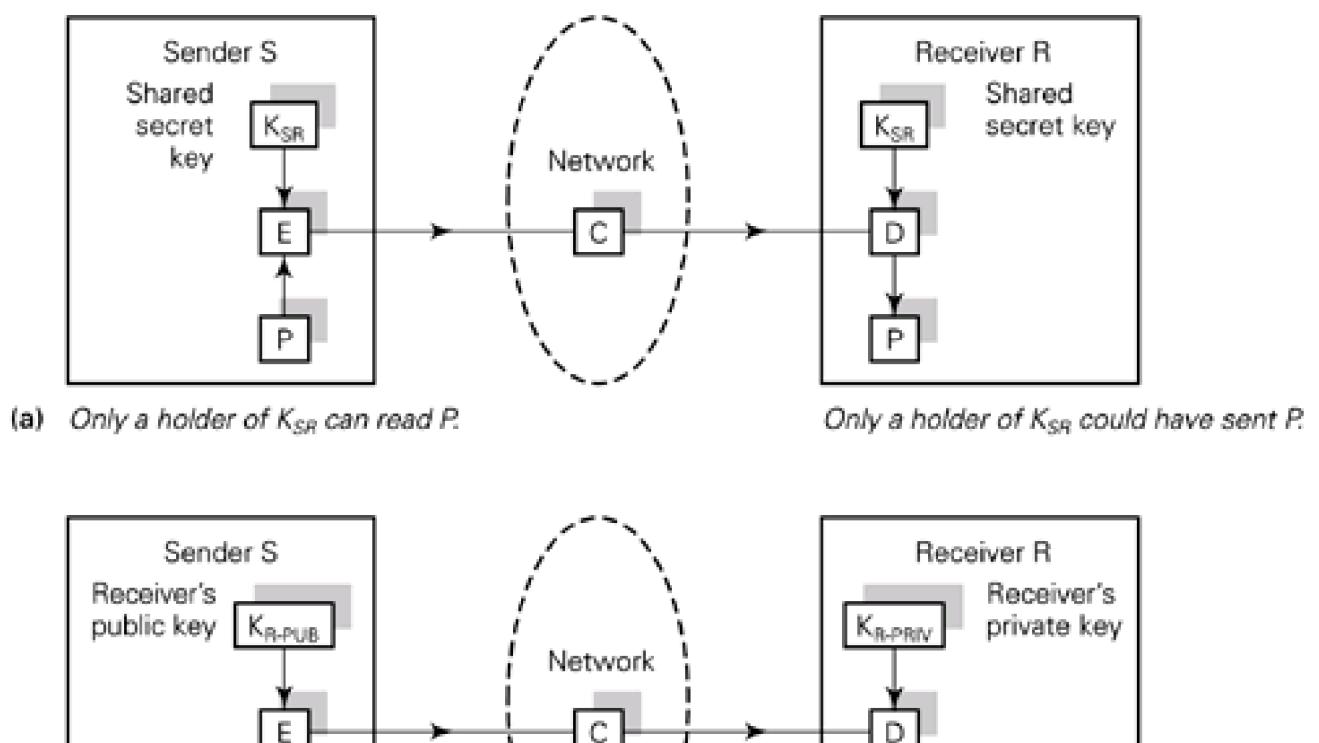 Sender S
Shared
secret
key
K_SR
E
P
Network
C
Receiver R
K_SR
Shared
secret key
D
P
(a) Only a holder of K_SR can read P.
Only a holder of K_SR could have sent P.
Sender S
Receiver's
public key
K_R-PUB
E
Network
C
Receiver R
K_R-PRIV
Receiver's
private key
D